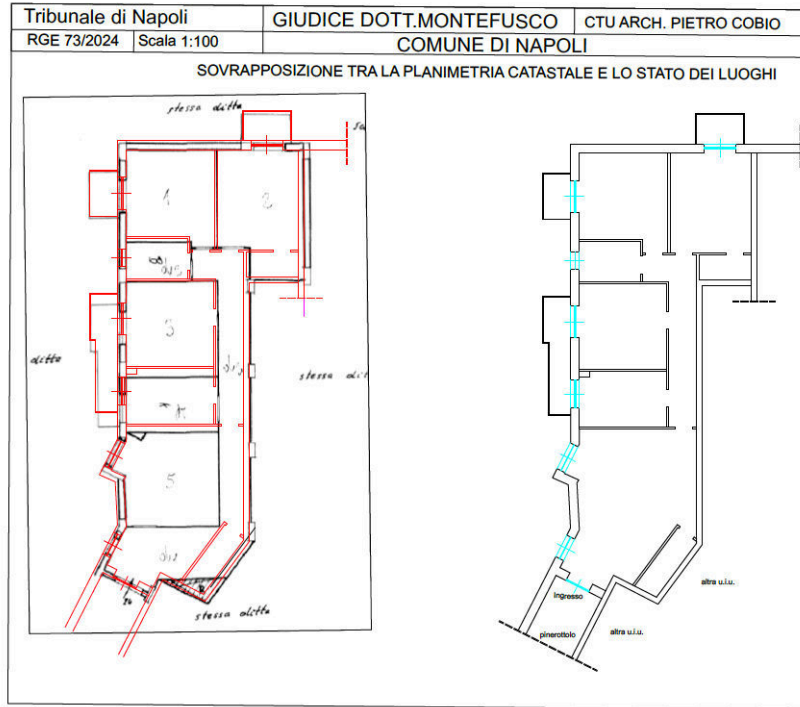 Tribunale di Napoli
GIUDICE DOTT.MONTEFUSCO
CTU ARCH. PIETRO COBIO
RGE 73/2024
Scala 1:100
COMUNE DI NAPOLI
SOVRAPPOSIZIONE TRA LA PLANIMETRIA CATASTALE E LO STATO DEI LUOGHI
stessa ditta
1
2
3
ditta
stessa
5
stessa ditta
altra u.i.u.
Ingresso
pinerottolo
altra u.i.u.